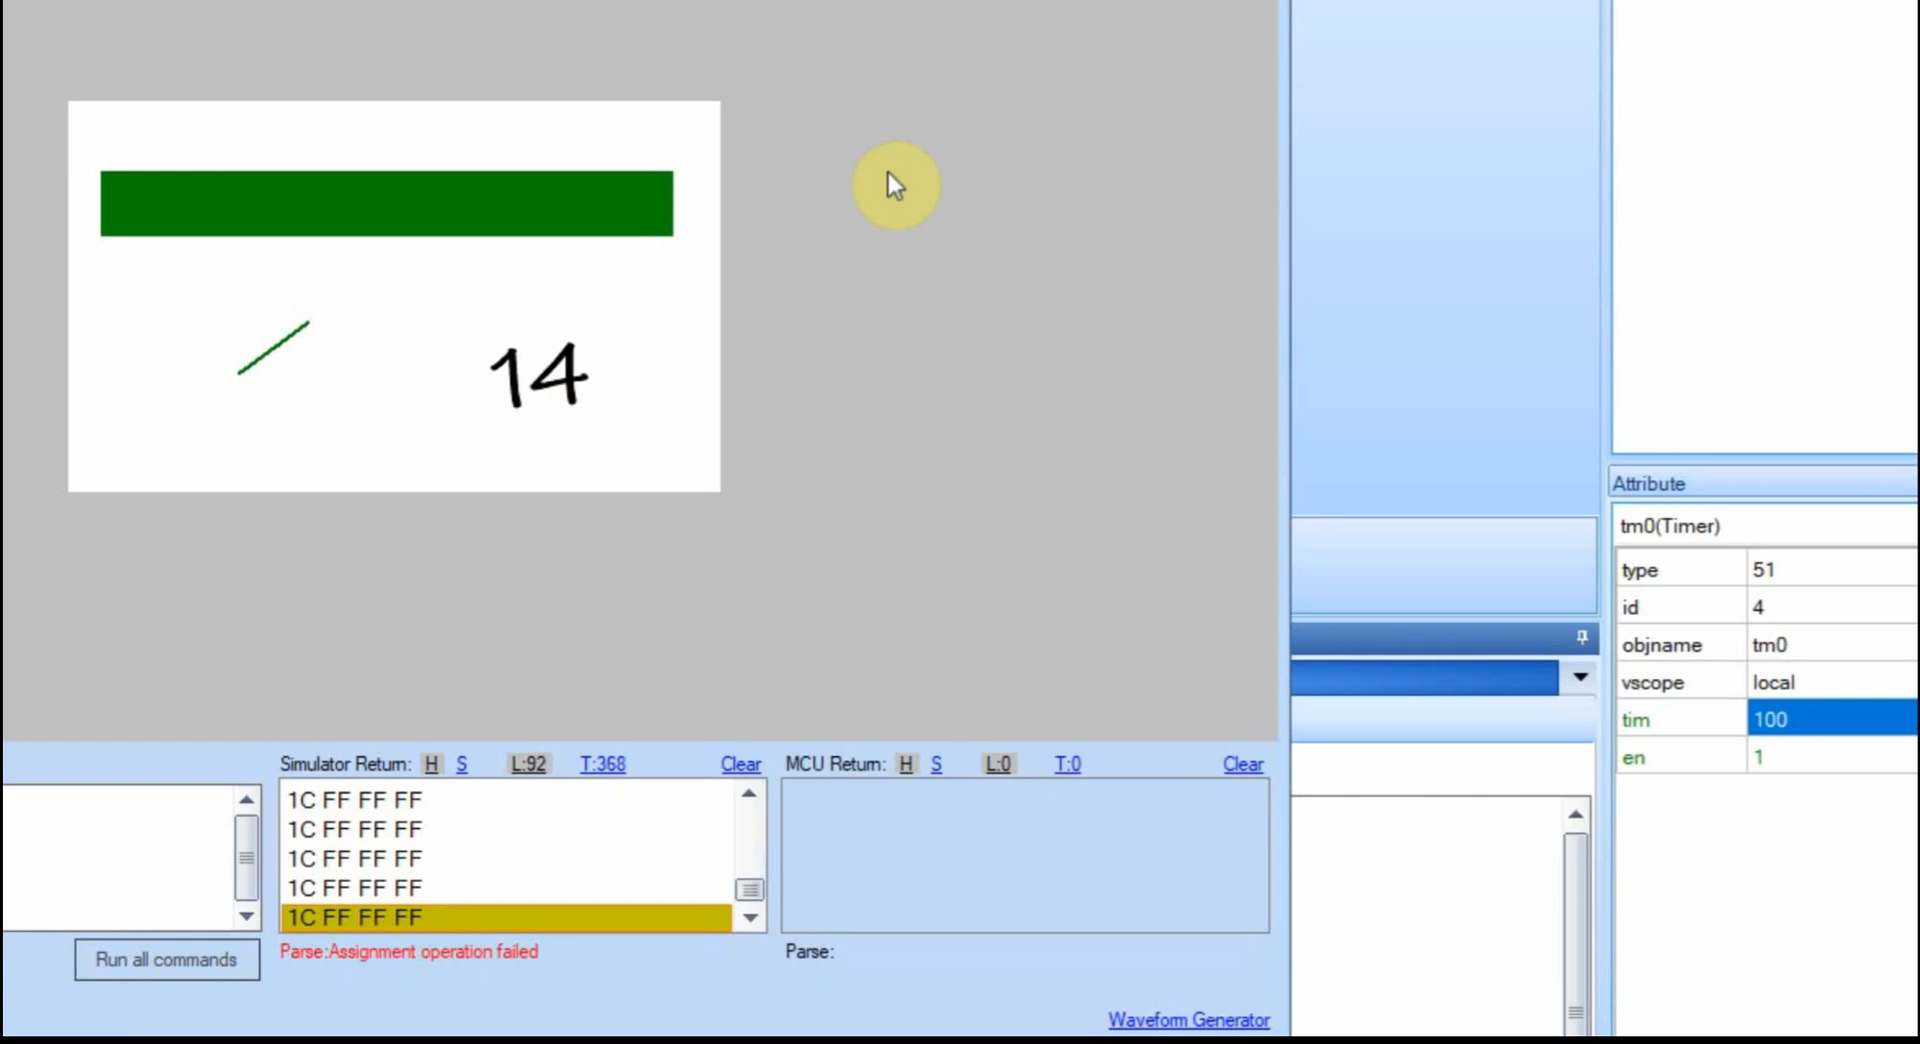 14
Attribute
tm0(Timer)
type 51
id 4
objname tm0
vscope local
tim 100
en 1
Simulator Return: H S L:92 T:368 Clear
MCU Return: H S L:0 T:0 Clear
1C FF FF FF
1C FF FF FF
1C FF FF FF
1C FF FF FF
1C FF FF FF
Run all commands
Parse:Assignment operation failed
Parse:
Waveform Generator